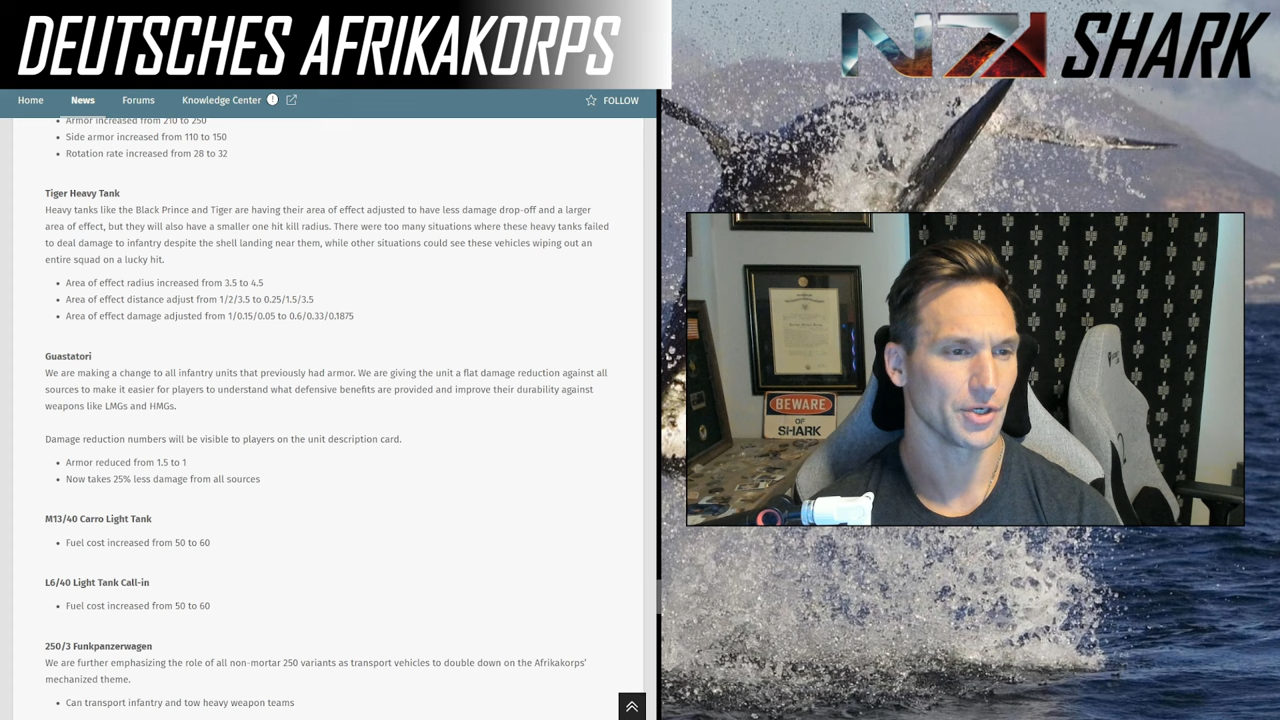 DEUTSCHES AFRIKAKORPS
N7 SHARK
Home News Forums Knowledge Center FOLLOW
• Armor increased from 210 to 250
• Side armor increased from 110 to 150
• Rotation rate increased from 28 to 32
Tiger Heavy Tank
Heavy tanks like the Black Prince and Tiger are having their area of effect adjusted to have less damage drop-off and a larger
area of effect, but they will also have a smaller one hit kill radius. There were too many situations where these heavy tanks failed
to deal damage to infantry despite the shell landing near them, while other situations could see these vehicles wiping out an
entire squad on a lucky hit.
• Area of effect radius increased from 3.5 to 4.5
• Area of effect distance adjust from 1/2/3.5 to 0.25/1.5/3.5
• Area of effect damage adjusted from 1/0.15/0.05 to 0.6/0.33/0.1875
Guastatori
We are making a change to all infantry units that previously had armor. We are giving the unit a flat damage reduction against all
sources to make it easier for players to understand what defensive benefits are provided and improve their durability against
weapons like LMGs and HMGs.
Damage reduction numbers will be visible to players on the unit description card.
• Armor reduced from 1.5 to 1
• Now takes 25% less damage from all sources
M13/40 Carro Light Tank
• Fuel cost increased from 50 to 60
L6/40 Light Tank Call-in
• Fuel cost increased from 50 to 60
250/3 Funkpanzerwagen
We are further emphasizing the role of all non-mortar 250 variants as transport vehicles to double down on the Afrikakorps'
mechanized theme.
• Can transport infantry and tow heavy weapon teams
BEWARE
OF
SHARK